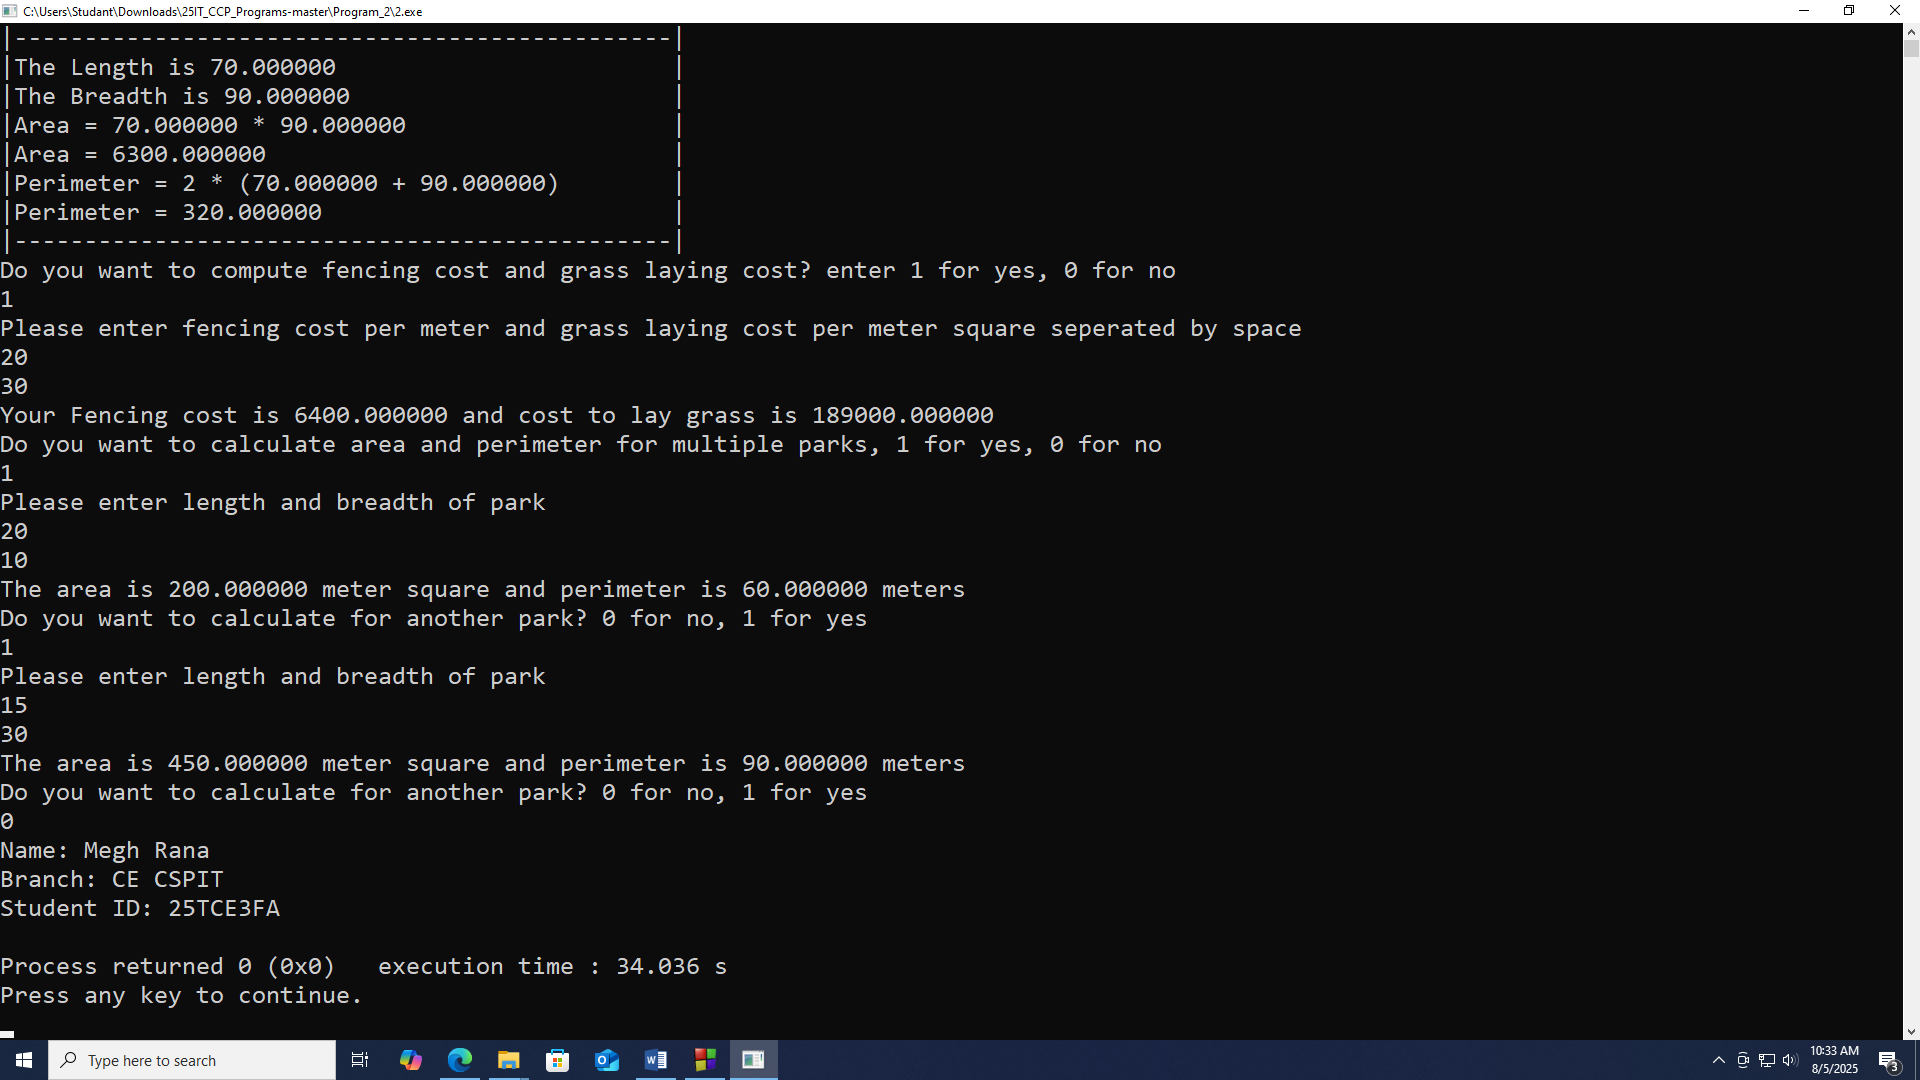 C:\Users\Studant\Downloads\25IT_CCP_Programs-master\Program_2\2.exe
|-----------------------------------------------|
|The Length is 70.000000 |
|The Breadth is 90.000000 |
|Area = 70.000000 * 90.000000 |
|Area = 6300.000000 |
|Perimeter = 2 * (70.000000 + 90.000000) |
|Perimeter = 320.000000 |
|-----------------------------------------------|
Do you want to compute fencing cost and grass laying cost? enter 1 for yes, 0 for no
1
Please enter fencing cost per meter and grass laying cost per meter square seperated by space
20
30
Your Fencing cost is 6400.000000 and cost to lay grass is 189000.000000
Do you want to calculate area and perimeter for multiple parks, 1 for yes, 0 for no
1
Please enter length and breadth of park
20
10
The area is 200.000000 meter square and perimeter is 60.000000 meters
Do you want to calculate for another park? 0 for no, 1 for yes
1
Please enter length and breadth of park
15
30
The area is 450.000000 meter square and perimeter is 90.000000 meters
Do you want to calculate for another park? 0 for no, 1 for yes
0
Name: Megh Rana
Branch: CE CSPIT
Student ID: 25TCE3FA
Process returned 0 (0x0)   execution time : 34.036 s
Press any key to continue.
Type here to search
10:33 AM
8/5/2025
3